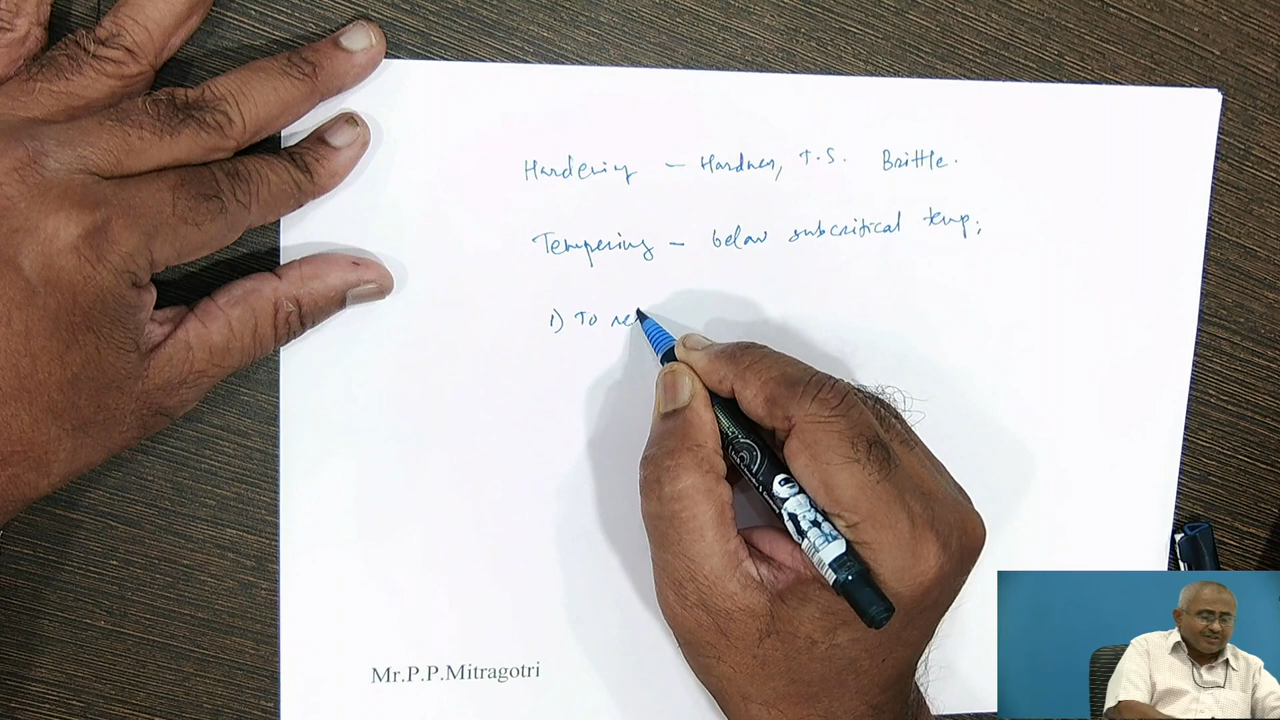 Hardening – Hardness, T.S. Brittle.
Tempering – below subcritical temp;
1) To re
Mr.P.P.Mitragotri